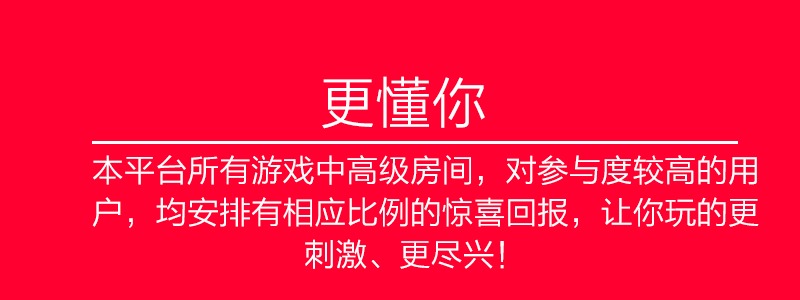 更懂你
本平台所有游戏中高级房间，对参与度较高的用
户，均安排有相应比例的惊喜回报，让你玩的更
刺激、更尽兴！